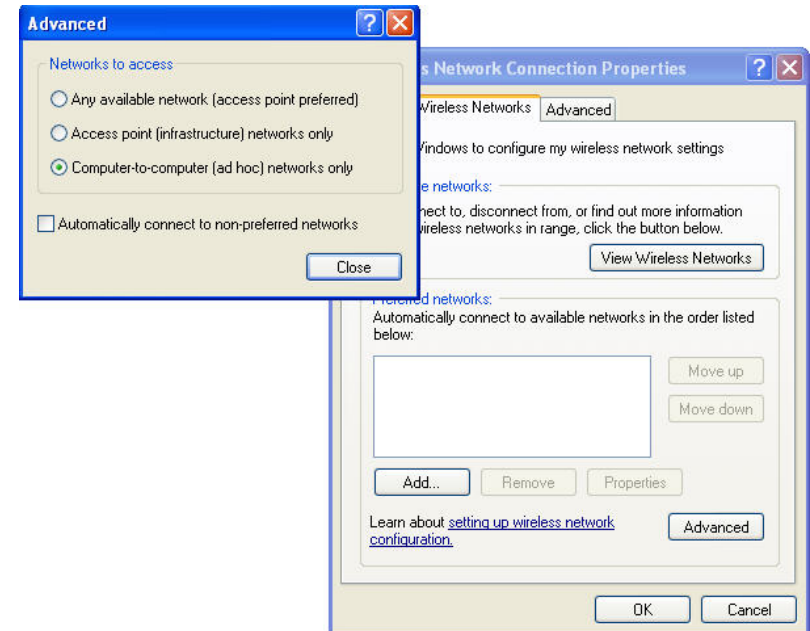 Advanced
Networks to access
Any available network (access point preferred)
Access point (infrastructure) networks only
Computer-to-computer (ad hoc) networks only
Automatically connect to non-preferred networks
Close
s Network Connection Properties
Wireless Networks
Advanced
Windows to configure my wireless network settings
e networks:
nect to, disconnect from, or find out more information
wireless networks in range, click the button below.
View Wireless Networks
Preferred networks:
Automatically connect to available networks in the order listed
below:
Move up
Move down
Add...
Remove
Properties
Learn about setting up wireless network
configuration.
Advanced
OK
Cancel